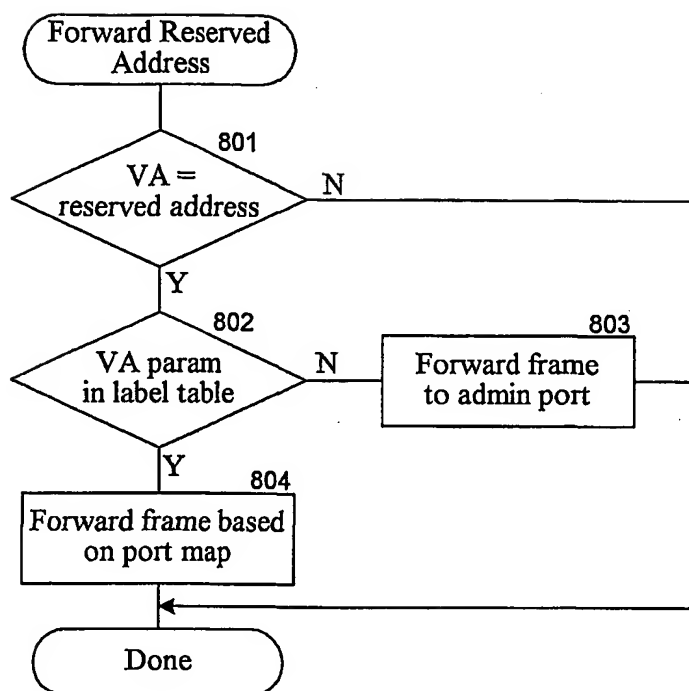 Forward Reserved
Address
801
VA =
reserved address
N
Y
802
VA param
in label table
N
803
Forward frame
to admin port
Y
804
Forward frame based
on port map
Done